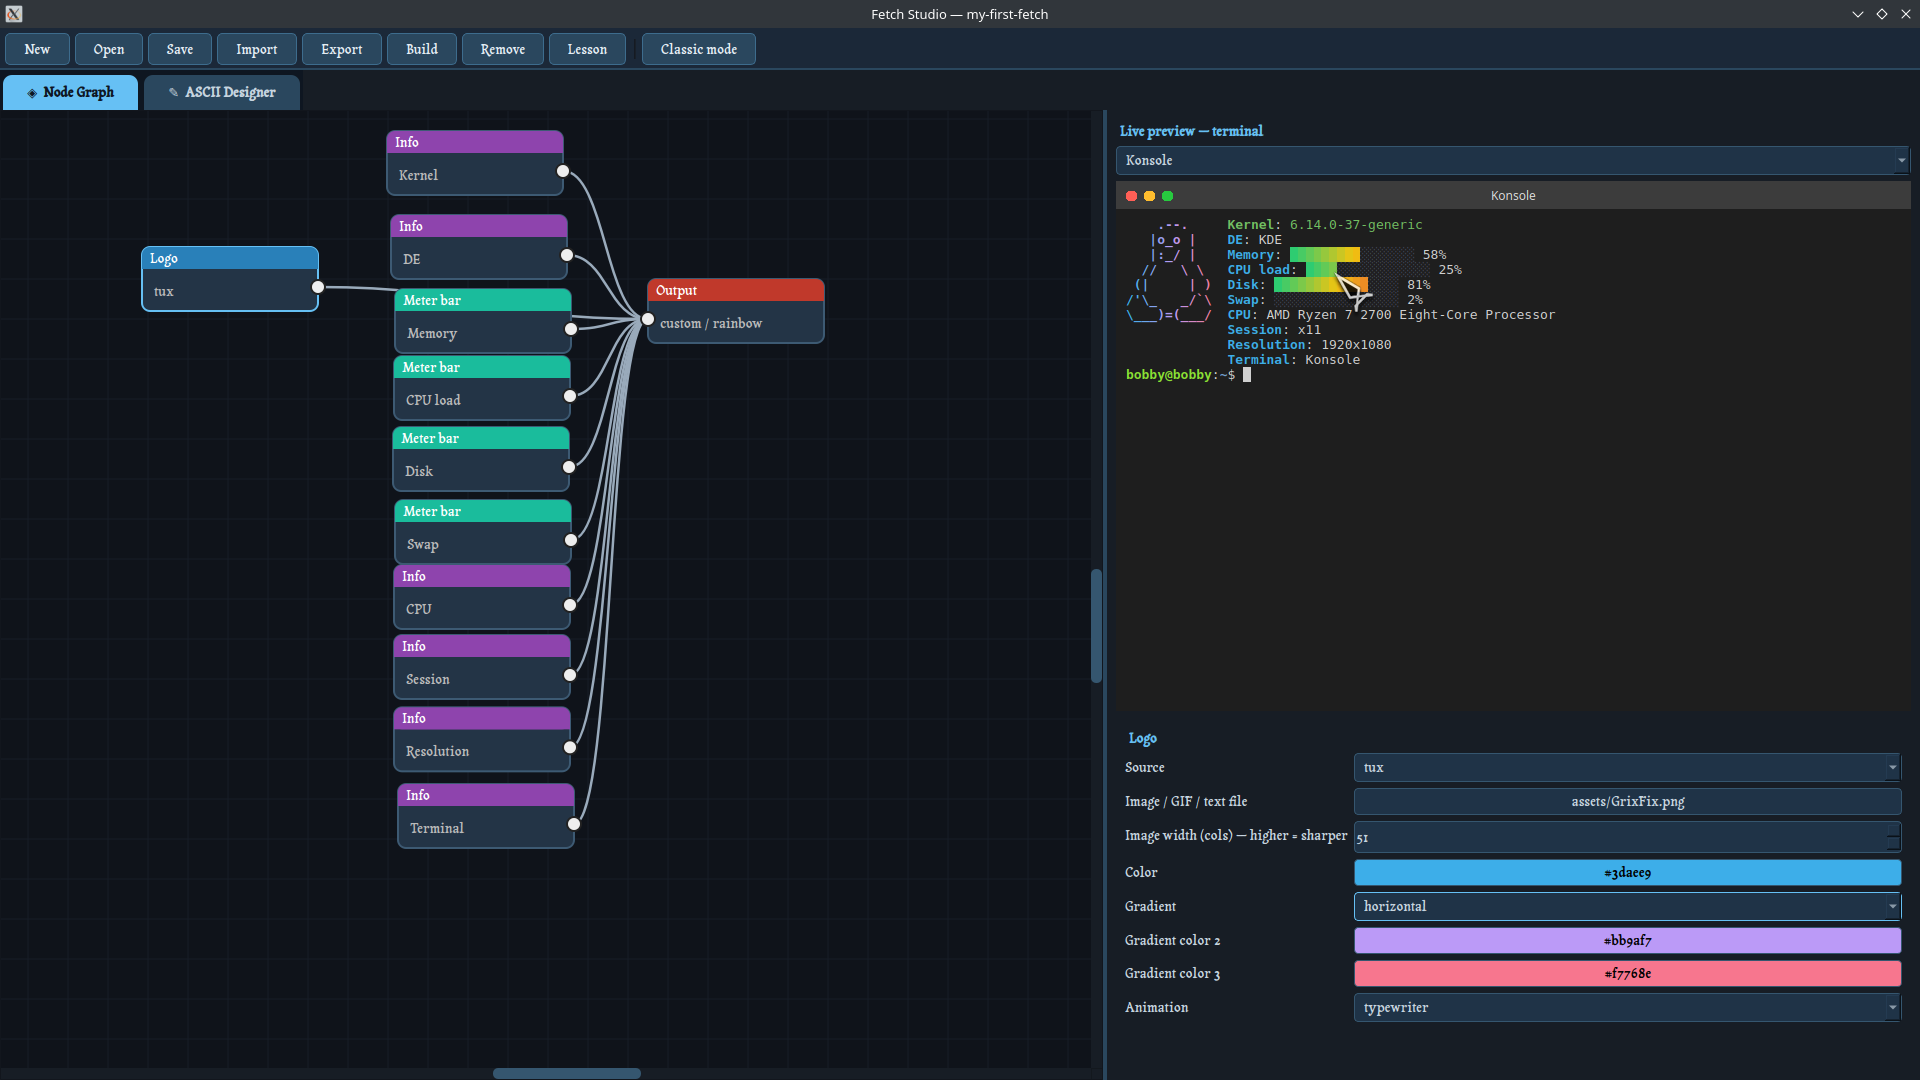 Fetch Studio — my-first-fetch
New Open Save Import Export Build Remove Lesson Classic mode
Node Graph ASCII Designer
Info
Kernel
Info
DE
Logo
tux
Meter bar
Memory
Meter bar
CPU load
Meter bar
Disk
Meter bar
Swap
Info
CPU
Info
Session
Info
Resolution
Info
Terminal
Output
custom / rainbow
Live preview — terminal
Konsole
Konsole
Kernel: 6.14.0-37-generic
DE: KDE
Memory: 58%
CPU load: 25%
Disk: 81%
Swap: 2%
CPU: AMD Ryzen 7 2700 Eight-Core Processor
Session: x11
Resolution: 1920x1080
Terminal: Konsole
bobby@bobby:~$
Logo
Source tux
Image / GIF / text file assets/GrixFix.png
Image width (cols) — higher = sharper 51
Color #3daee9
Gradient horizontal
Gradient color 2 #bb9af7
Gradient color 3 #f7768e
Animation typewriter